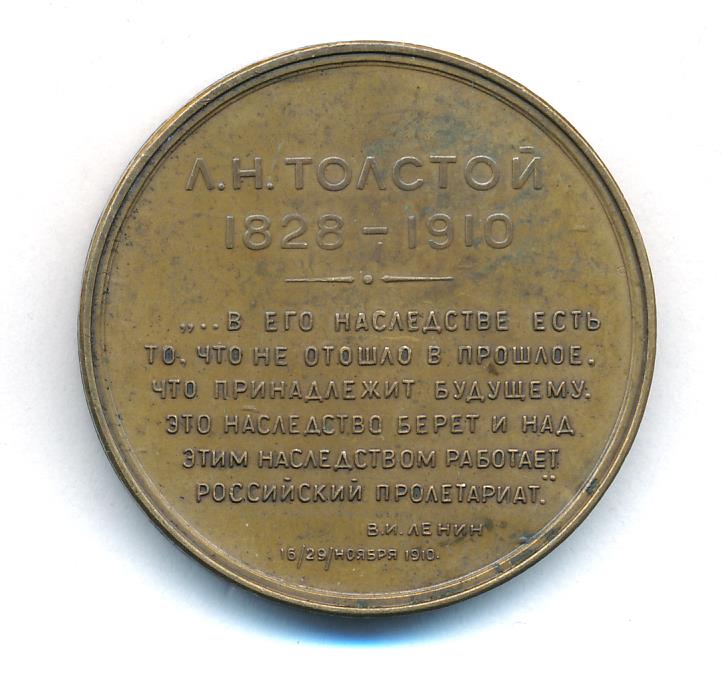 Л.Н. ТОЛСТОЙ
1828 – 1910
„.. В ЕГО НАСЛЕДСТВЕ ЕСТЬ
ТО, ЧТО НЕ ОТОШЛО В ПРОШЛОЕ,
ЧТО ПРИНАДЛЕЖИТ БУДУЩЕМУ.
ЭТО НАСЛЕДСТВО БЕРЕТ И НАД
ЭТИМ НАСЛЕДСТВОМ РАБОТАЕТ
РОССИЙСКИЙ ПРОЛЕТАРИАТ."
В.И. ЛЕНИН
16/29/НОЯБРЯ 1910.